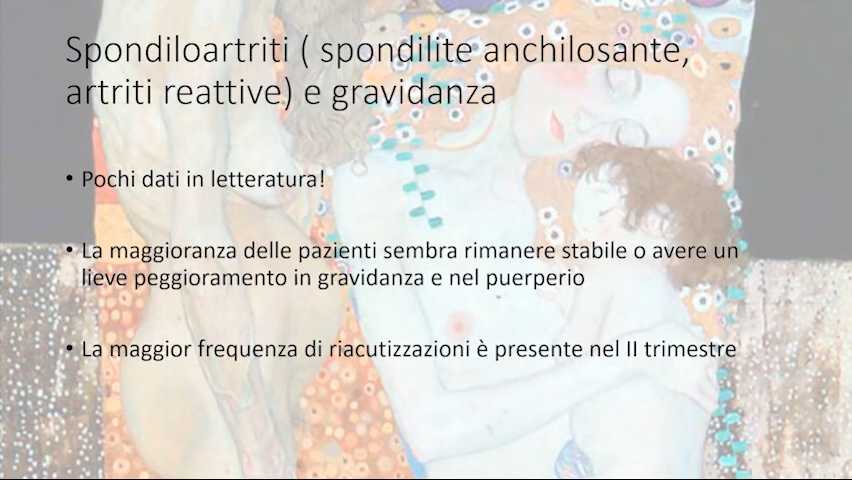 Spondiloartriti ( spondilite anchilosante,
artriti reattive) e gravidanza
• Pochi dati in letteratura!
• La maggioranza delle pazienti sembra rimanere stabile o avere un
lieve peggioramento in gravidanza e nel puerperio
• La maggior frequenza di riacutizzazioni è presente nel II trimestre